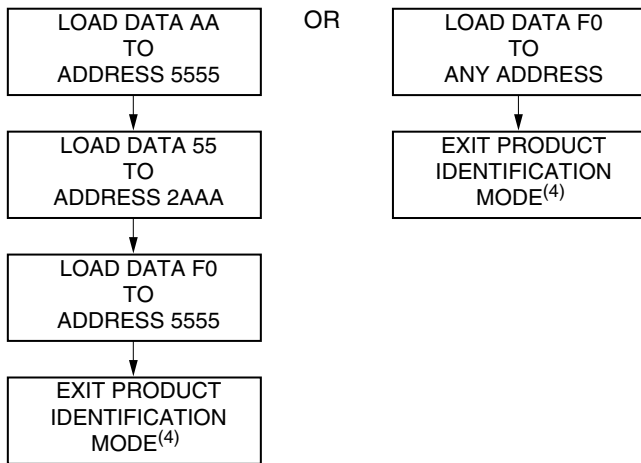 LOAD DATA AA
TO
ADDRESS 5555
LOAD DATA 55
TO
ADDRESS 2AAA
LOAD DATA F0
TO
ADDRESS 5555
EXIT PRODUCT
IDENTIFICATION
MODE(4)
OR
LOAD DATA F0
TO
ANY ADDRESS
EXIT PRODUCT
IDENTIFICATION
MODE(4)